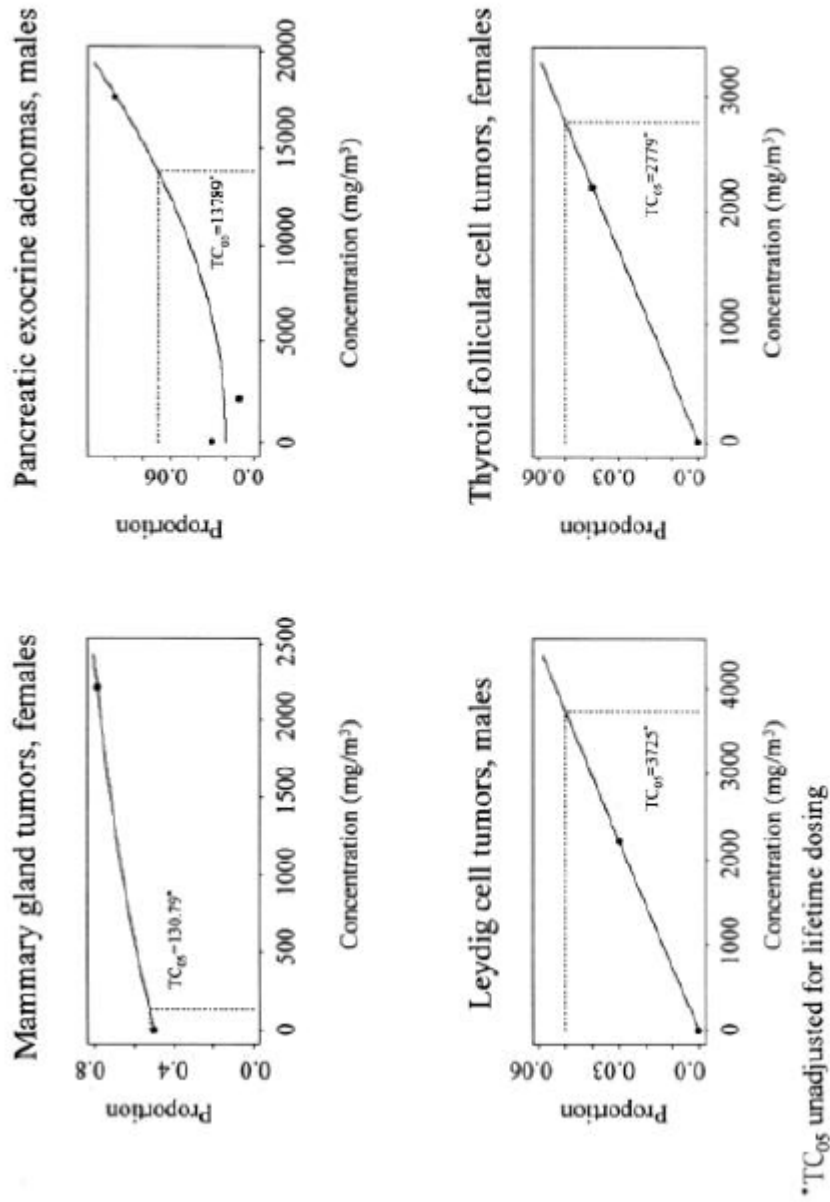 Mammary gland tumors, females
Proportion
0.8
0.4
0.0
TC05=130.79*
0 500 1000 1500 2000 2500
Concentration (mg/m³)
Pancreatic exocrine adenomas, males
Proportion
0.06
0.0
TC05=13789*
0 5000 10000 15000 20000
Concentration (mg/m³)
Leydig cell tumors, males
Proportion
0.06
0.03
0.0
TC05=3725*
0 1000 2000 3000 4000
Concentration (mg/m³)
Thyroid follicular cell tumors, females
Proportion
0.06
0.03
0.0
TC05=2779*
0 1000 2000 3000
Concentration (mg/m³)
*TC05 unadjusted for lifetime dosing